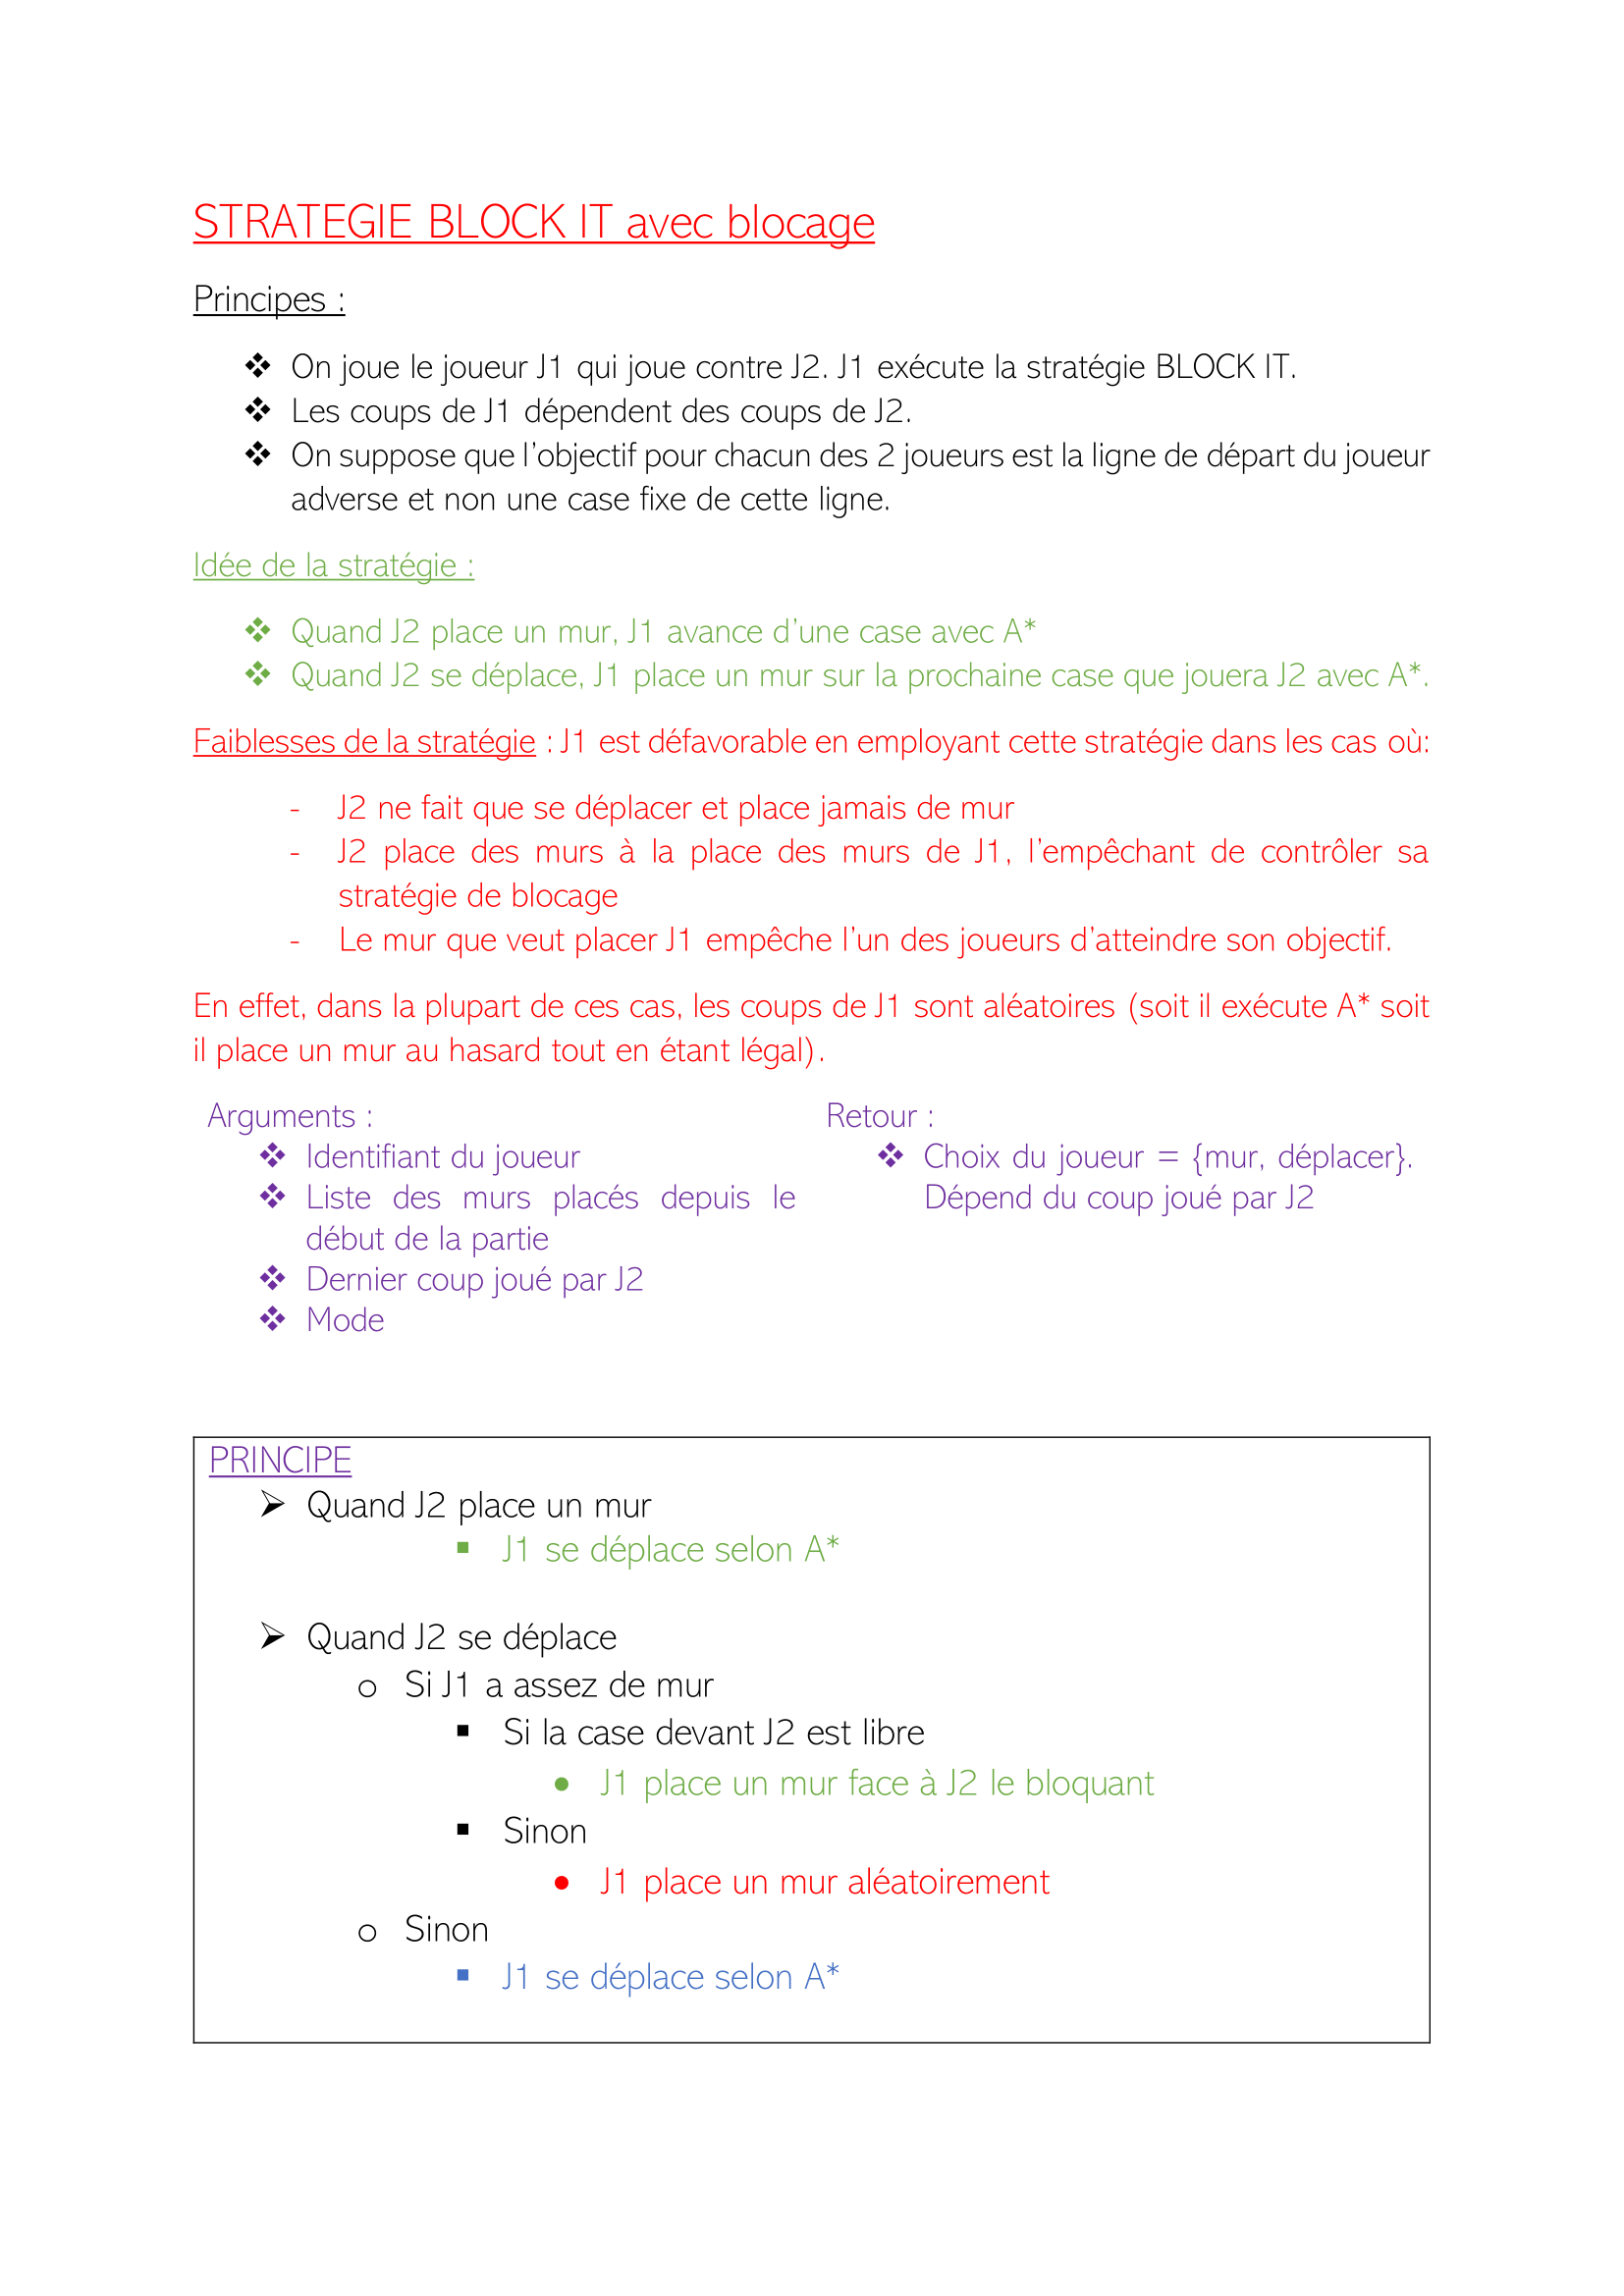 STRATEGIE BLOCK IT avec blocage
Principes :
❖ On joue le joueur J1 qui joue contre J2. J1 exécute la stratégie BLOCK IT.
❖ Les coups de J1 dépendent des coups de J2.
❖ On suppose que l’objectif pour chacun des 2 joueurs est la ligne de départ du joueur
adverse et non une case fixe de cette ligne.
Idée de la stratégie :
❖ Quand J2 place un mur, J1 avance d’une case avec A*
❖ Quand J2 se déplace, J1 place un mur sur la prochaine case que jouera J2 avec A*.
Faiblesses de la stratégie : J1 est défavorable en employant cette stratégie dans les cas où:
- J2 ne fait que se déplacer et place jamais de mur
- J2 place des murs à la place des murs de J1, l’empêchant de contrôler sa
stratégie de blocage
- Le mur que veut placer J1 empêche l’un des joueurs d’atteindre son objectif.
En effet, dans la plupart de ces cas, les coups de J1 sont aléatoires (soit il exécute A* soit
il place un mur au hasard tout en étant légal).
Arguments :
❖ Identifiant du joueur
❖ Liste des murs placés depuis le
début de la partie
❖ Dernier coup joué par J2
❖ Mode
Retour :
❖ Choix du joueur = {mur, déplacer}.
Dépend du coup joué par J2
PRINCIPE
➢ Quand J2 place un mur
▪ J1 se déplace selon A*
➢ Quand J2 se déplace
o Si J1 a assez de mur
▪ Si la case devant J2 est libre
• J1 place un mur face à J2 le bloquant
▪ Sinon
• J1 place un mur aléatoirement
o Sinon
▪ J1 se déplace selon A*